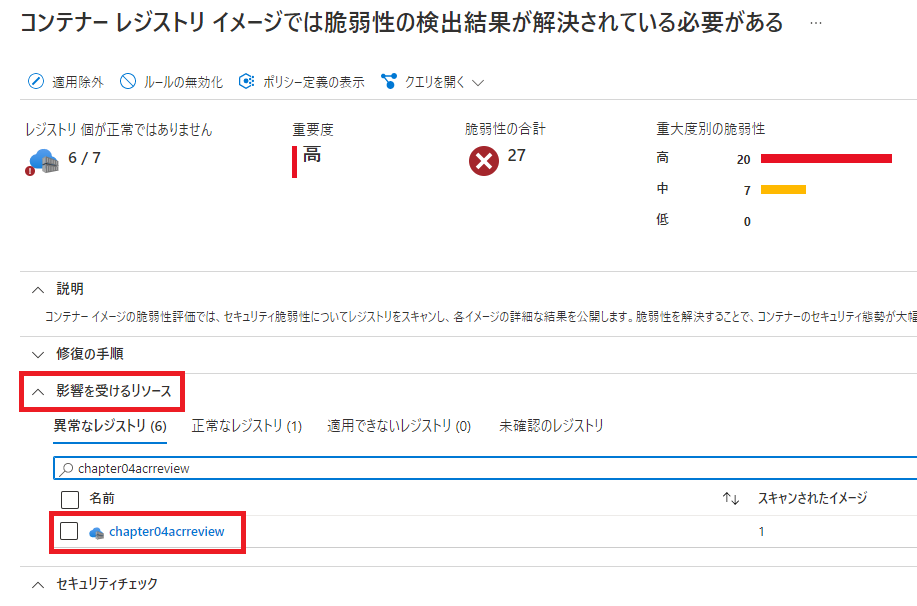 コンテナー レジストリ イメージでは脆弱性の検出結果が解決されている必要がある …
適用除外 ルールの無効化 ポリシー定義の表示 クエリを開く
レジストリ 個が正常ではありません 重要度 脆弱性の合計 重大度別の脆弱性
6 / 7 高 27
高 20
中 7
低 0
説明
コンテナー イメージの脆弱性評価では、セキュリティ脆弱性についてレジストリをスキャンし、各イメージの詳細な結果を公開します。脆弱性を解決することで、コンテナーのセキュリティ態勢が大幅
修復の手順
影響を受けるリソース
異常なレジストリ (6) 正常なレジストリ (1) 適用できないレジストリ (0) 未確認のレジストリ
chapter04acrreview
名前 ↑↓ スキャンされたイメージ
chapter04acrreview 1
セキュリティチェック